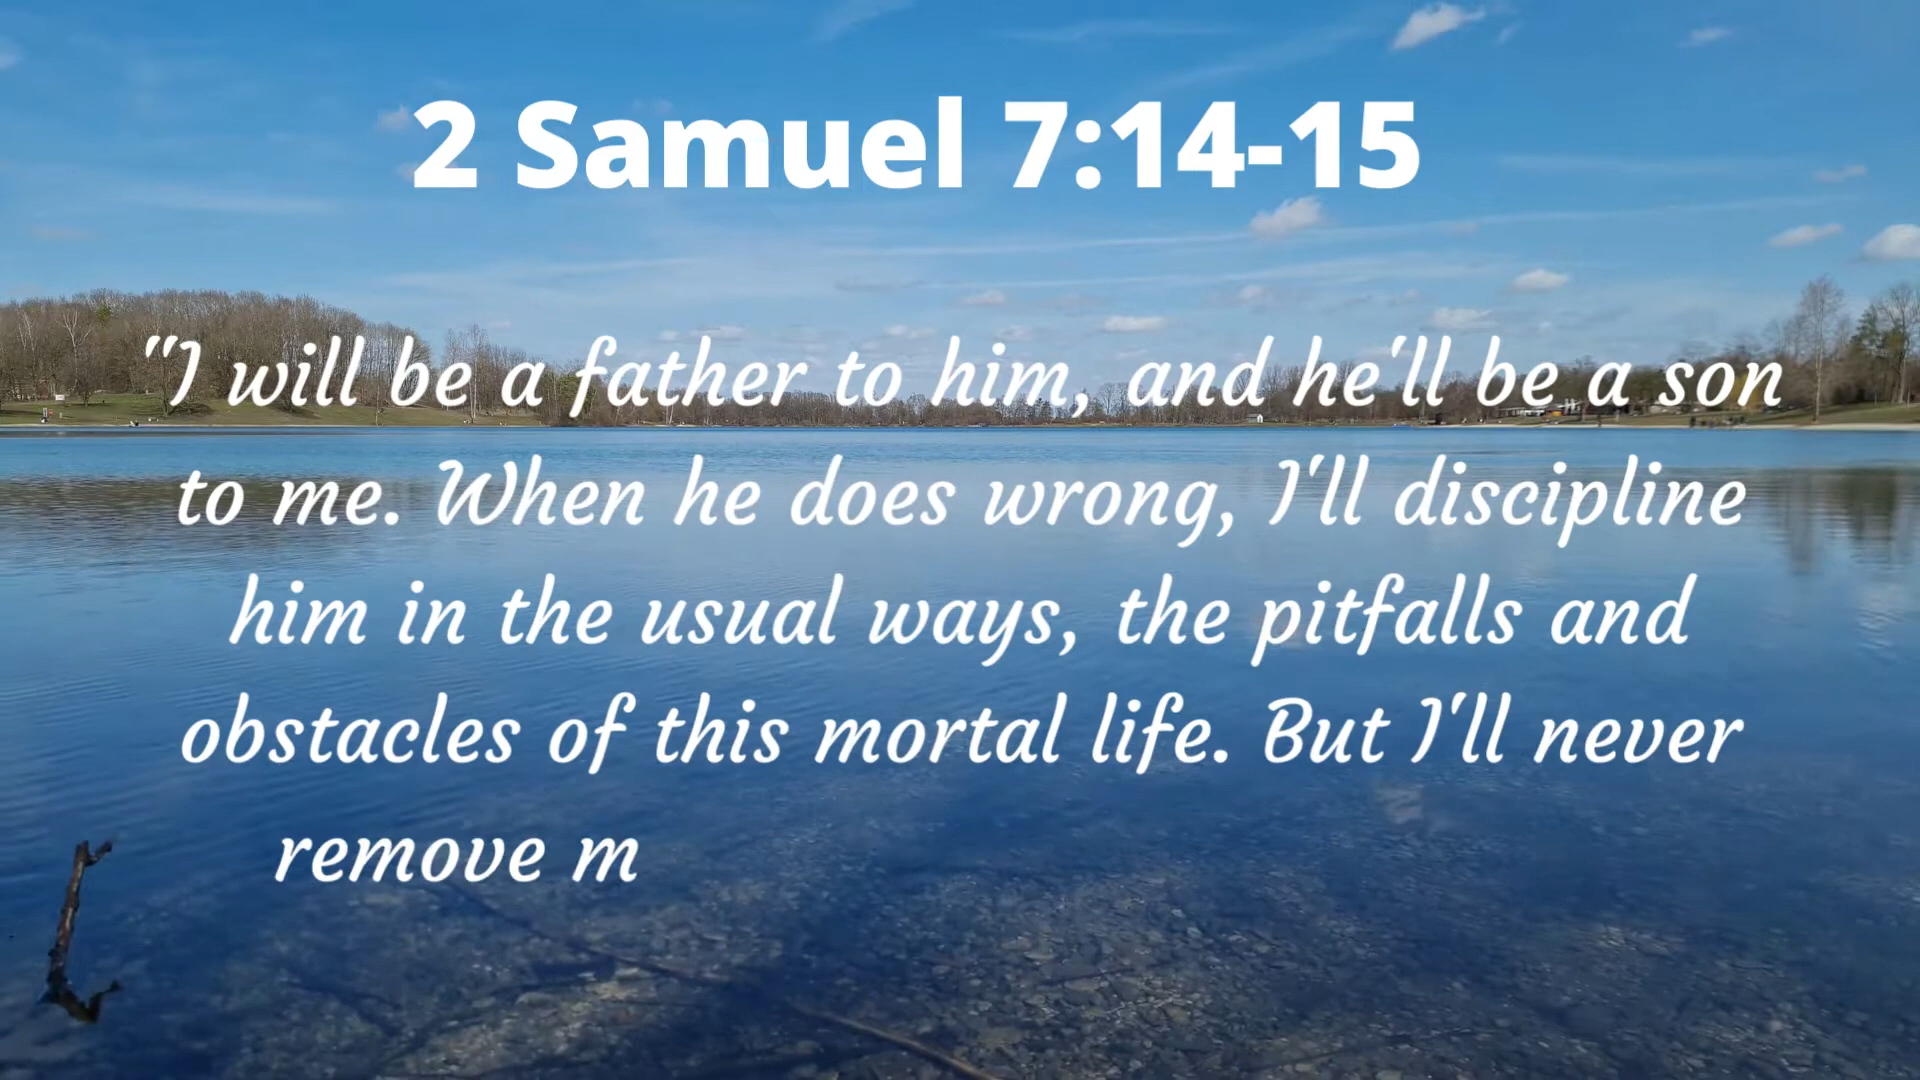 2 Samuel 7:14-15
"I will be a father to him, and he'll be a son
to me. When he does wrong, I'll discipline
him in the usual ways, the pitfalls and
obstacles of this mortal life. But I'll never
remove m